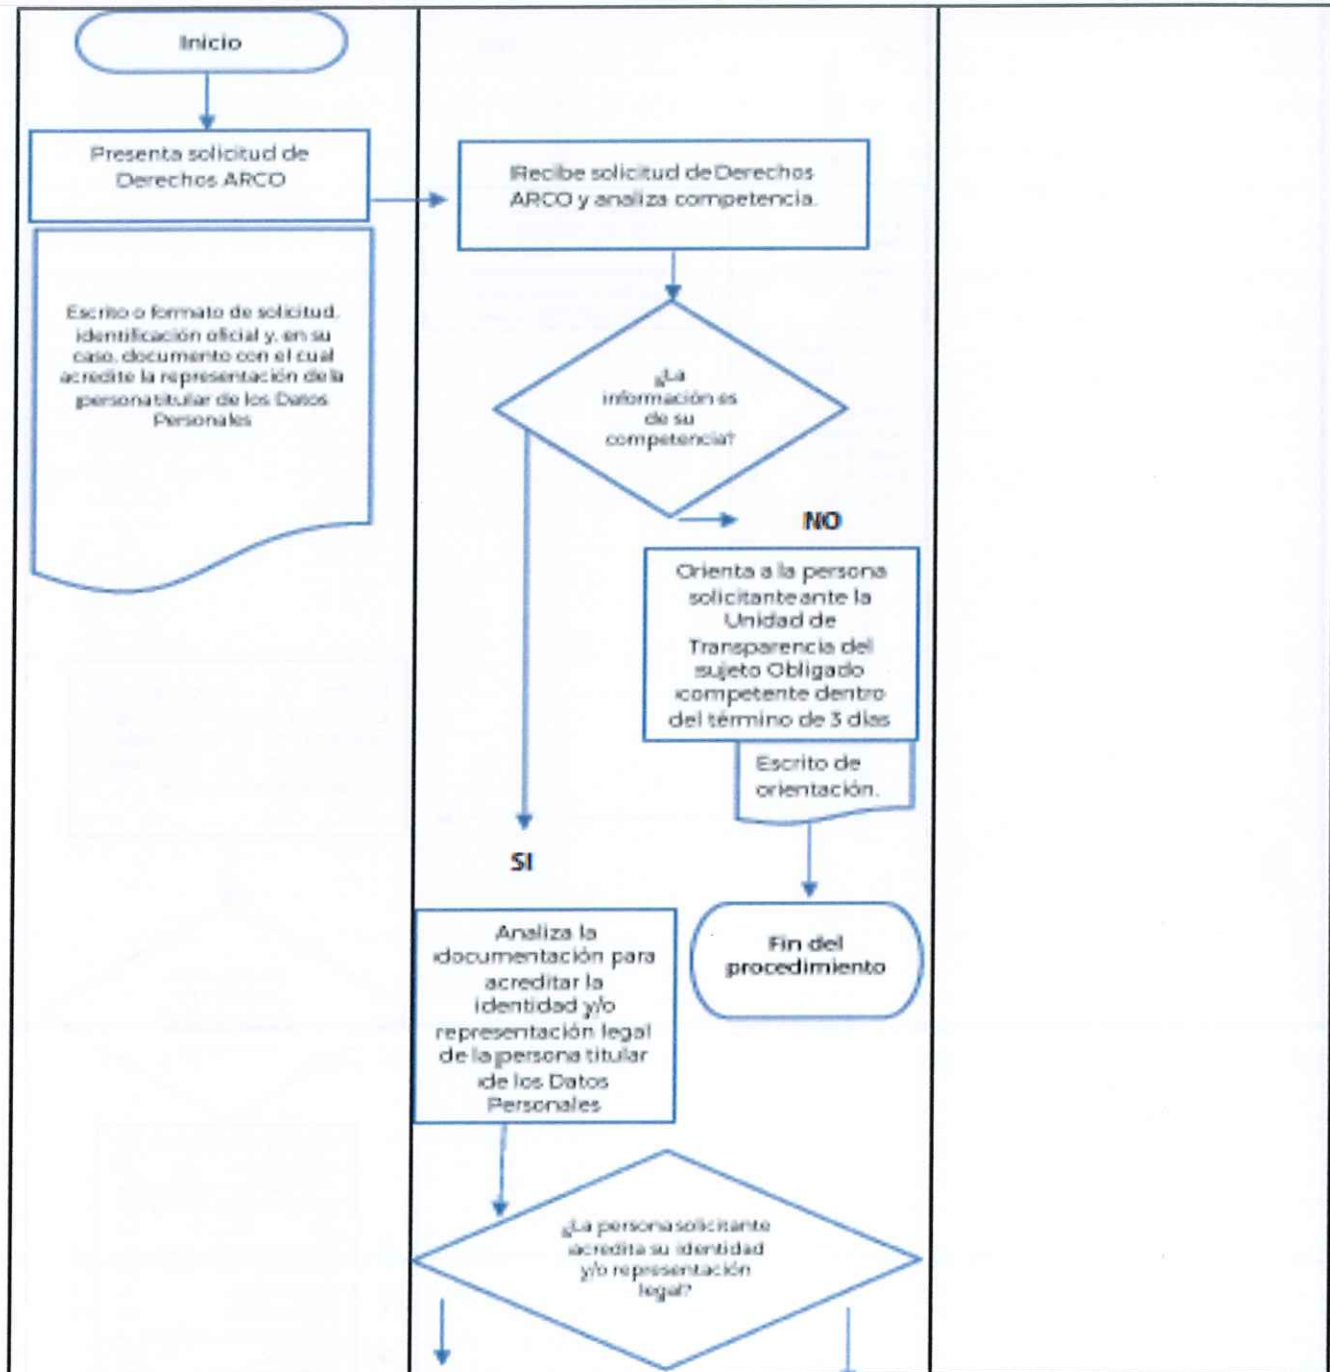 Inicio
Presenta solicitud de
Derechos ARCO
Recibe solicitud de Derechos
ARCO y analiza competencia.
Escrito o formato de solicitud,
identificación oficial y, en su
caso, documento con el cual
acredite la representación de la
persona titular de los Datos
Personales
¿La
información es
de su
competencia?
NO
Orienta a la persona
solicitante ante la
Unidad de
Transparencia del
sujeto Obligado
competente dentro
del término de 3 días
Escrito de
orientación.
SI
Fin del
procedimiento
Analiza la
documentación para
acreditar la
identidad y/o
representación legal
de la persona titular
de los Datos
Personales
¿La persona solicitante
acredita su identidad
y/o representación
legal?